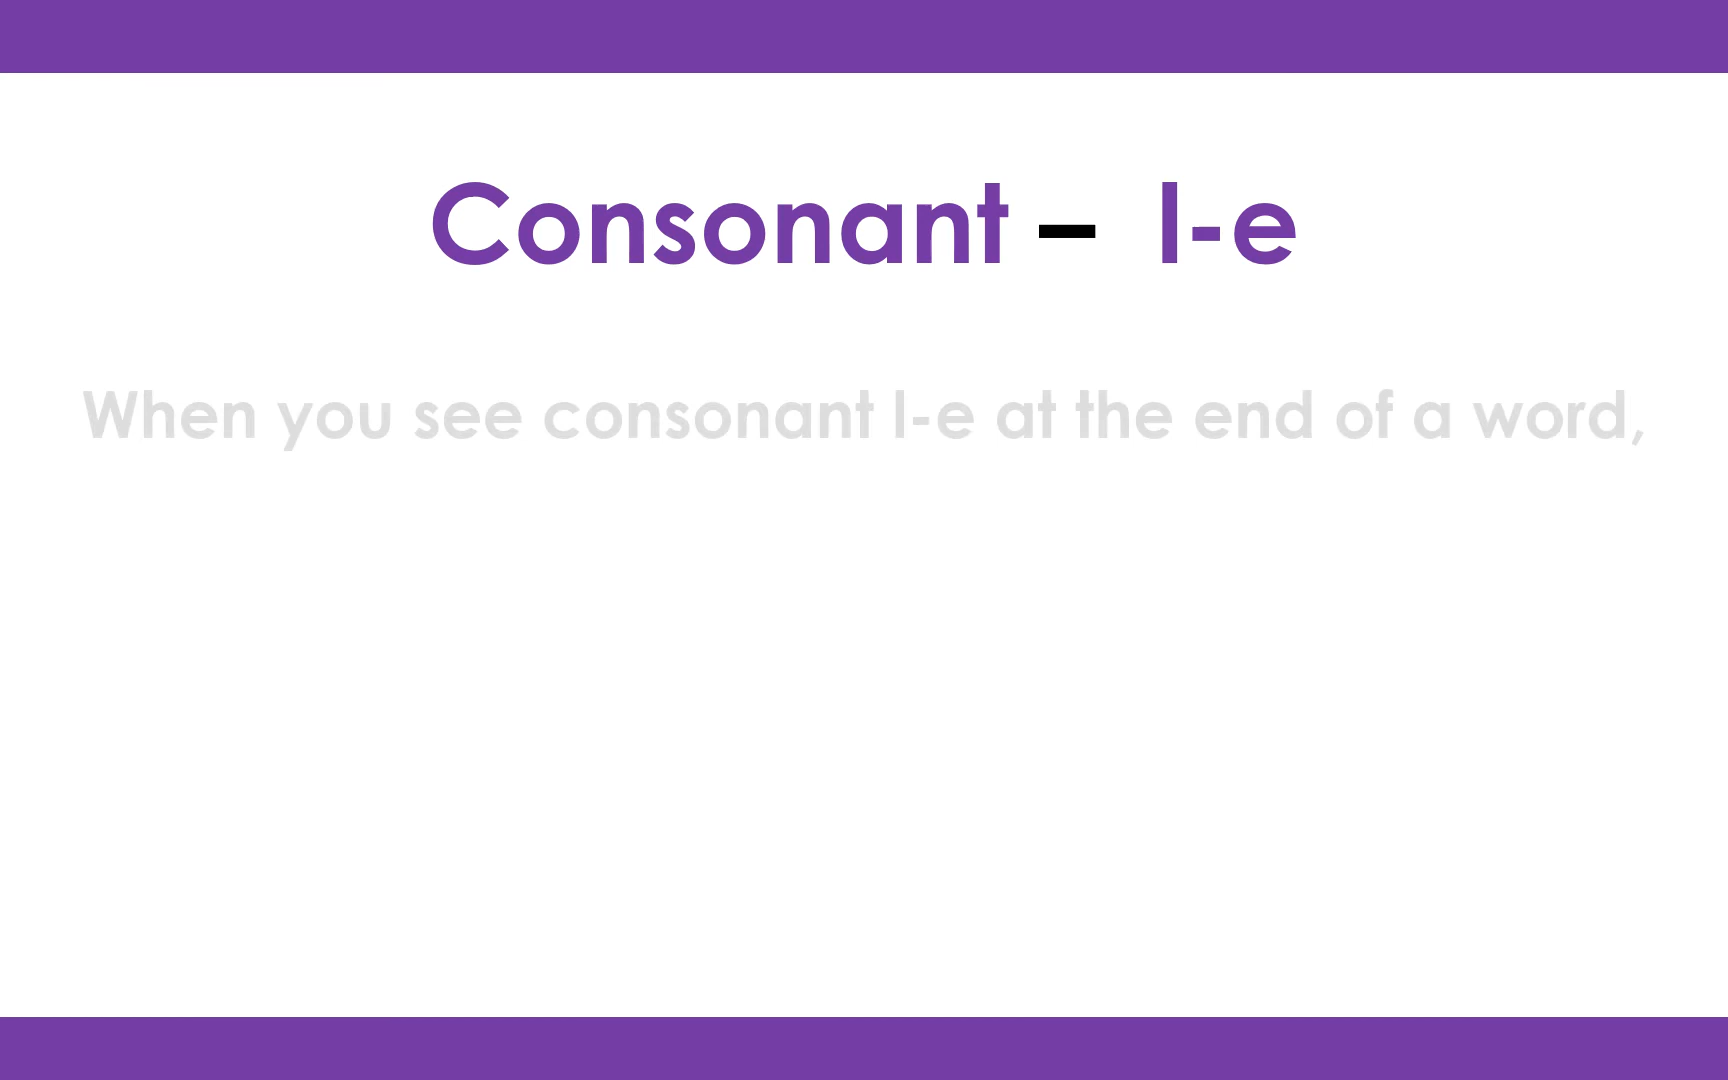 Consonant – l-e
When you see consonant l-e at the end of a word,